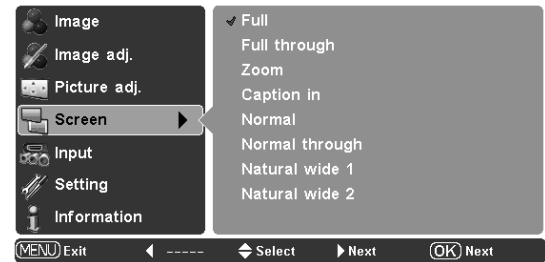 Image
Image adj.
Picture adj.
Screen
Input
Setting
Information
Full
Full through
Zoom
Caption in
Normal
Normal through
Natural wide 1
Natural wide 2
MENU Exit ----- Select Next OK Next